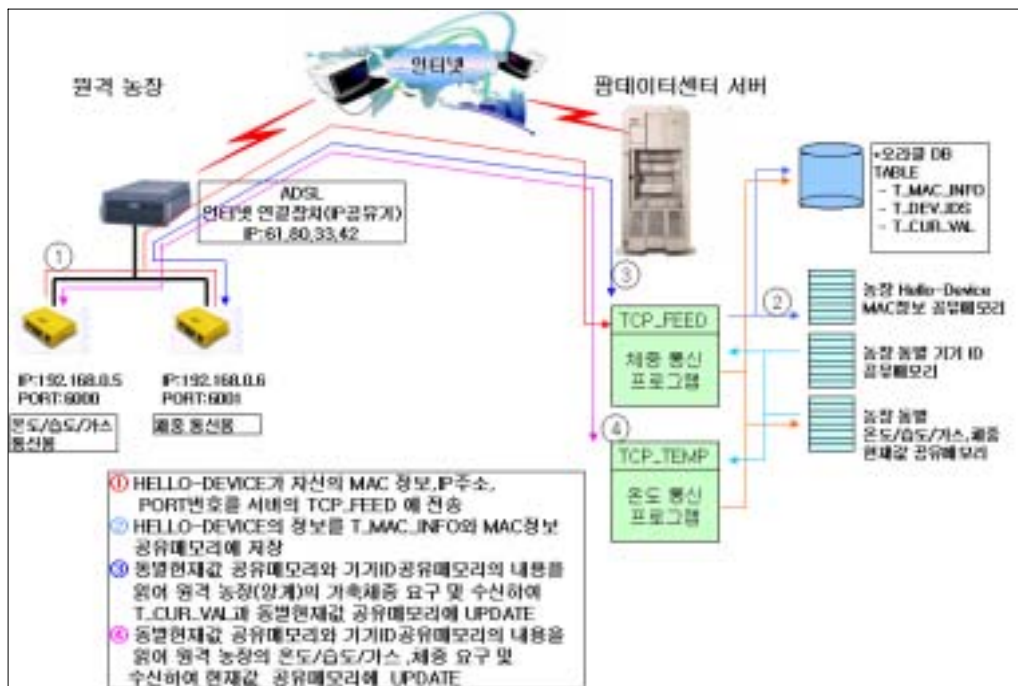 인터넷
원격 농장
팜데이터센터 서버
ADSL
인터넷 연결장치(IP공유기)
IP:61,80,33,42
*오라클 DB
TABLE
- T_MAC_INFO
- T_DEV_IDS
- T_CUR_VAL
①
③
②
농장 Hello-Device
MAC정보 공유메모리
TCP_FEED
체중 통신
프로그램
농장 동별 기기 ID
공유메모리
IP:192.168.0.5
PORT:6000
IP:192.168.0.6
PORT:6001
온도/습도/가스
통신용
체중 통신용
농장 동별
온도/습도/가스,체중
현재값 공유메모리
④
TCP_TEMP
온도 통신
프로그램
① HELLO-DEVICE가 자신의 MAC 정보,IP주소,
PORT번호를 서버의 TCP_FEED 에 전송
② HELLO-DEVICE의 정보를 T_MAC_INFO와 MAC정보
공유메모리에 저장
③ 동별현재값 공유메모리와 기기ID공유메모리의 내용을
읽어 원격 농장(양계)의 가축체중 요구 및 수신하여
T_CUR_VAL과 동별현재값 공유메모리에 UPDATE
④ 동별현재값 공유메모리와 기기ID공유메모리의 내용을
읽어 원격 농장의 온도/습도/가스 ,체중 요구 및
수신하여 현재값 공유메모리에 UPDATE